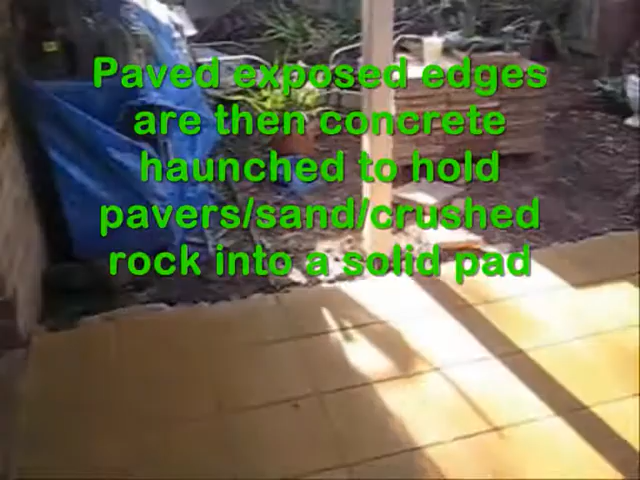 Paved exposed edges
are then concrete
haunched to hold
pavers/sand/crushed
rock into a solid pad